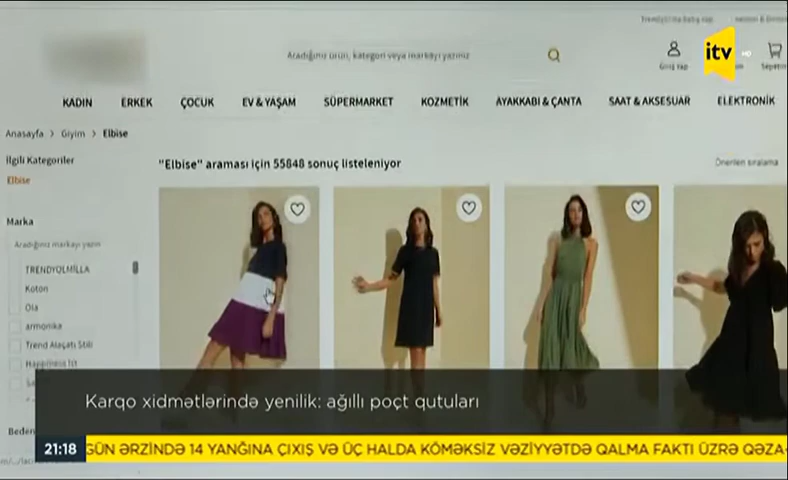 itv
HD
Aradığınız ürün, kategori veya markayı yazınız
Giriş Yap
KADIN ERKEK ÇOCUK EV & YAŞAM SÜPERMARKET KOZMETİK AYAKKABI & ÇANTA SAAT & AKSESUAR ELEKTRONİK
Anasayfa > Giyim > Elbise
İlgili Kategoriler
Elbise
"Elbise" araması için 55848 sonuç listeleniyor
Önerilen sıralama
Marka
Aradığınız markayı yazın
TRENDYOLMİLLA
Koton
Ola
armonika
Trend Alaçatı Stili
Beden
Karqo xidmətlərində yenilik: ağıllı poçt qutuları
21:18 GÜN ƏRZİNDƏ 14 YANĞINA ÇIXIŞ VƏ ÜÇ HALDA KÖMƏKSİZ VƏZİYYƏTDƏ QALMA FAKTI ÜZRƏ QƏZA-